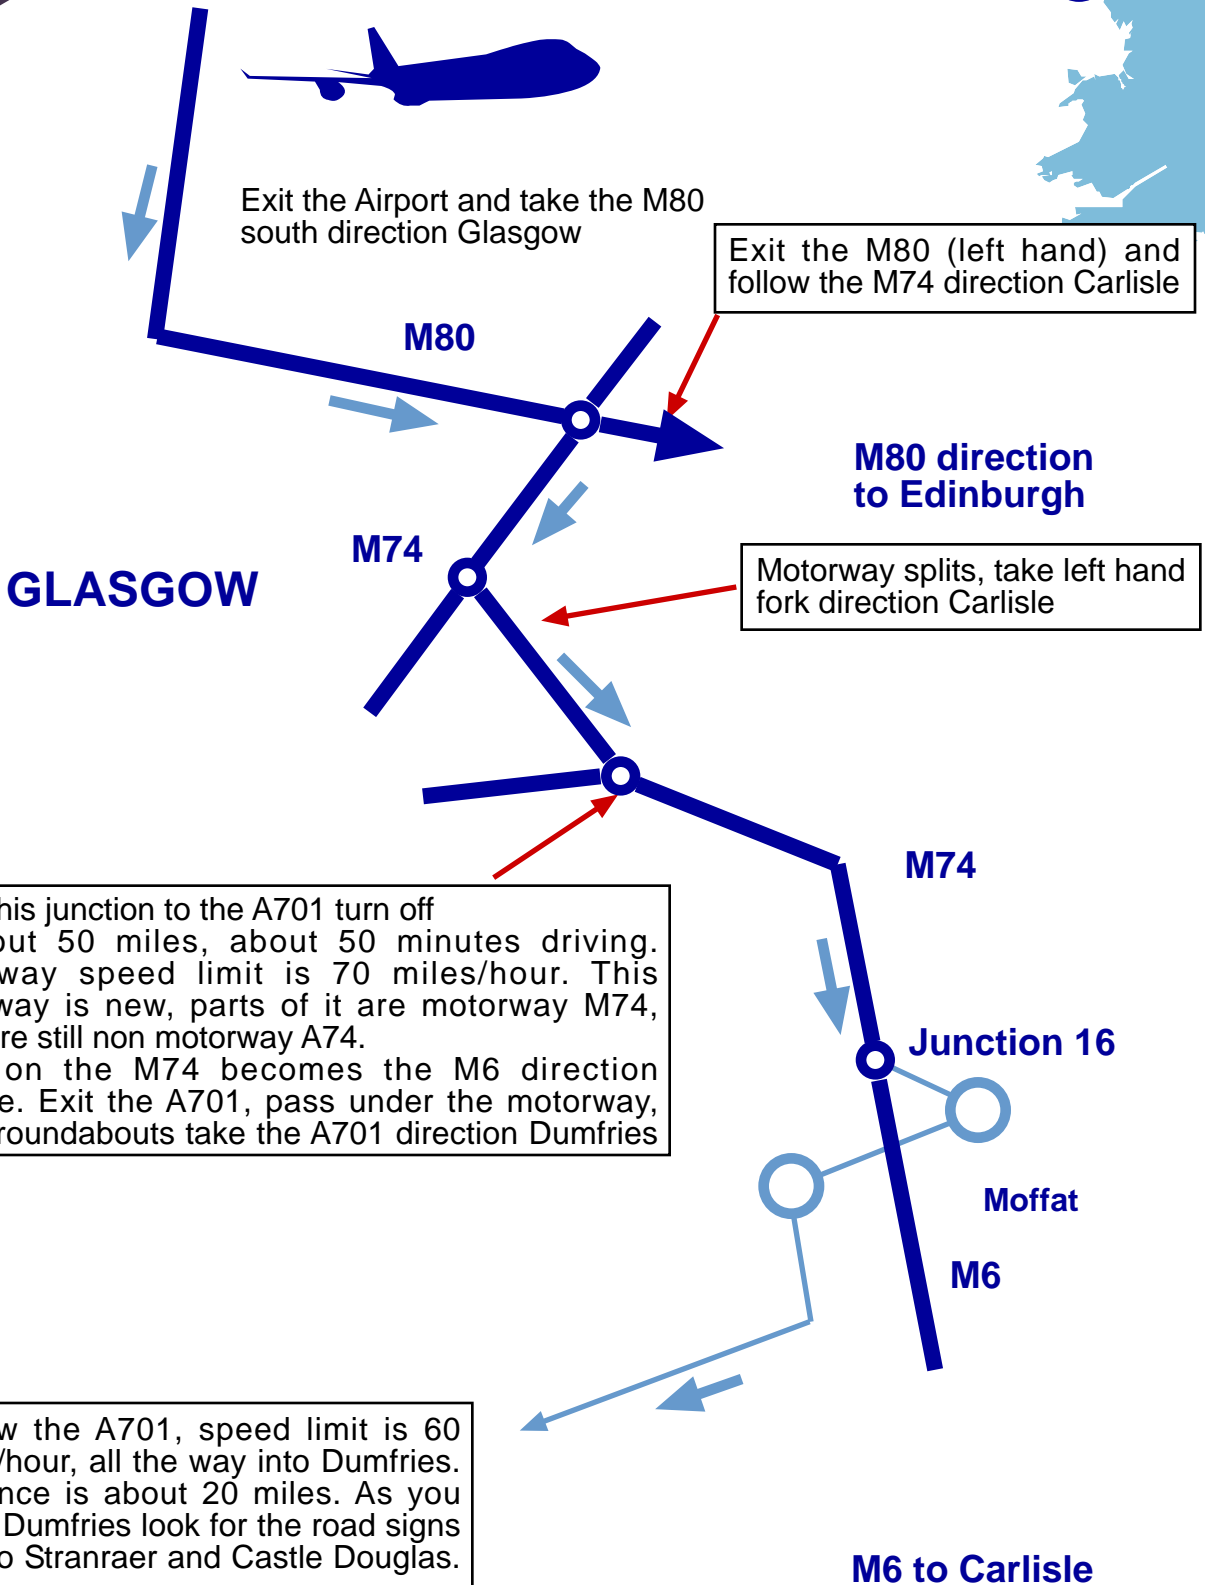 Exit the Airport and take the M80
south direction Glasgow
Exit the M80 (left hand) and
follow the M74 direction Carlisle
M80
M80 direction
to Edinburgh
M74
GLASGOW
Motorway splits, take left hand
fork direction Carlisle
M74
his junction to the A701 turn off
out 50 miles, about 50 minutes driving.
way speed limit is 70 miles/hour. This
way is new, parts of it are motorway M74,
re still non motorway A74.
on the M74 becomes the M6 direction
e. Exit the A701, pass under the motorway,
roundabouts take the A701 direction Dumfries
Junction 16
Moffat
M6
w the A701, speed limit is 60
/hour, all the way into Dumfries.
nce is about 20 miles. As you
Dumfries look for the road signs
o Stranraer and Castle Douglas.
M6 to Carlisle